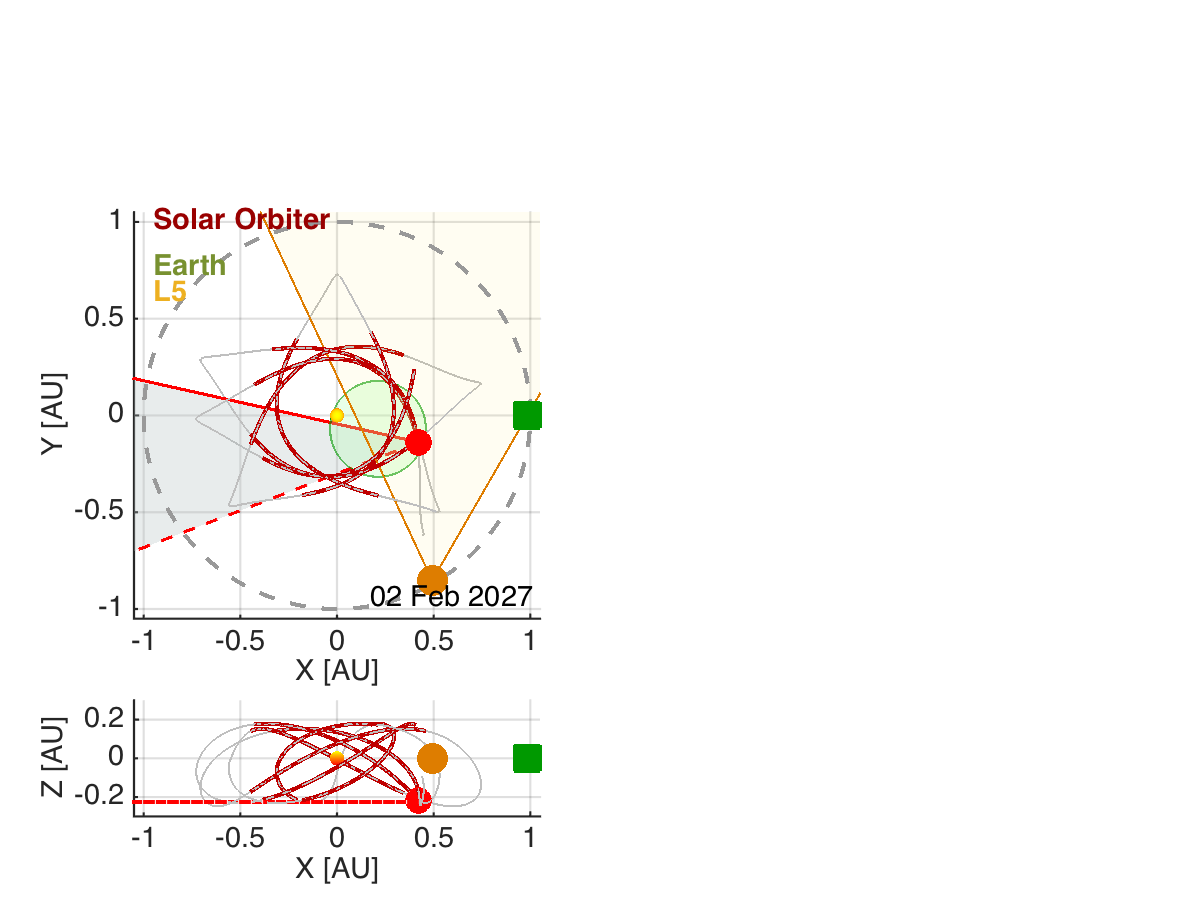 Solar Orbiter
Earth
L5
1
0.5
0
-0.5
-1
Y [AU]
02 Feb 2027
-1 -0.5 0 0.5 1
X [AU]
0.2
0
-0.2
Z [AU]
-1 -0.5 0 0.5 1
X [AU]